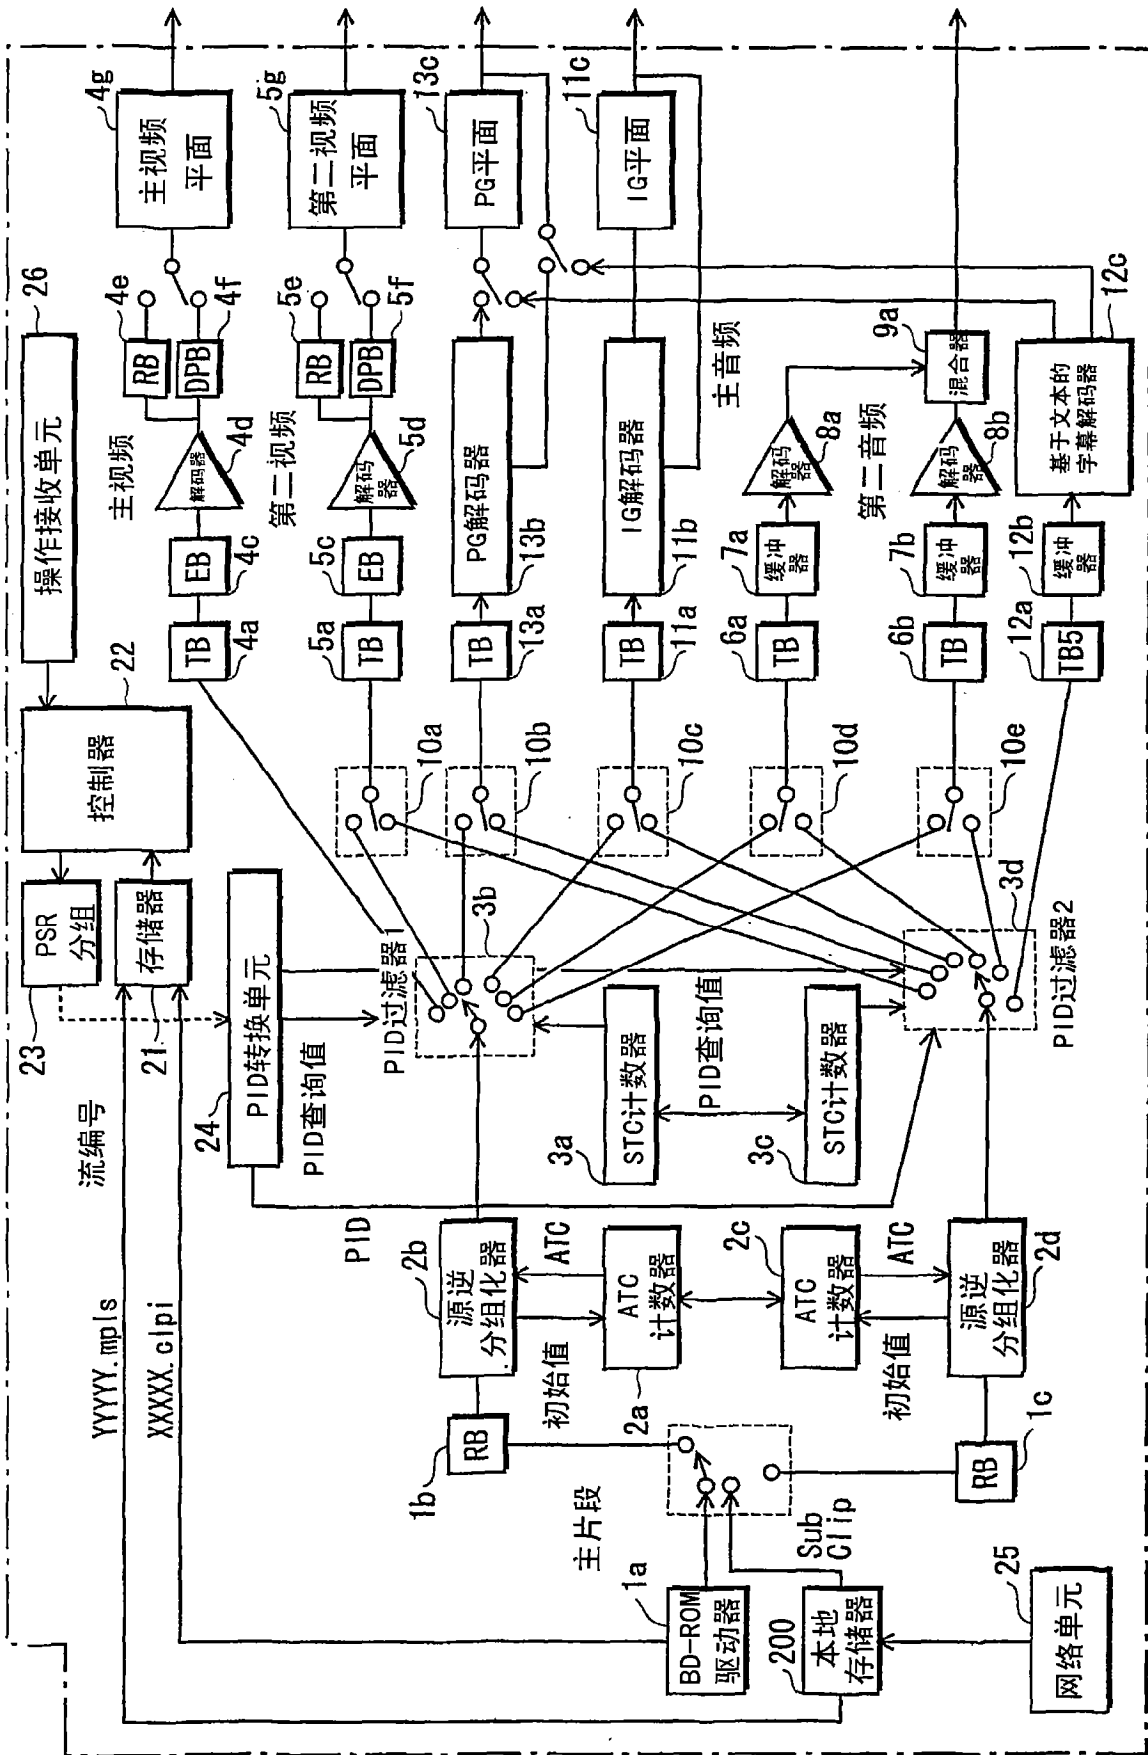 26
操作接收单元
22
控制器
23
PSR
分组
21
存储器
24
PID转换单元
流编号
PID查询值
YYYYY.mpls
XXXXX.clpi
主视频
TB
4a
EB
4c
解码器
4d
RB
4e
DPB
4f
4g
主视频
平面
第二视频
TB
5a
EB
5c
解码
器
5d
RB
5e
DPB
5f
5g
第二视频
平面
TB
13a
PG解码器
13b
13c
PG平面
TB
11a
IG解码器
11b
11c
IG平面
主音频
TB
6a
7a
缓冲
器
解码
器
8a
9a
混合器
第二音频
TB
6b
7b
缓冲
器
解码
器
8b
TB5
12a
12b
缓冲
器
基于文本的
字幕解码器
12c
10a
10b
10c
10d
10e
PID过滤器1
3b
PID过滤器2
3d
PID查询值
STC计数器
3a
STC计数器
3c
PID
2b
源逆
分组化器
ATC
初始值
ATC
计数器
2a
2c
ATC
计数器
ATC
初始值
源逆
分组化器
2d
1b
RB
1c
RB
主片段
Sub
Clip
1a
BD-ROM
驱动器
200
本地
存储器
25
网络单元